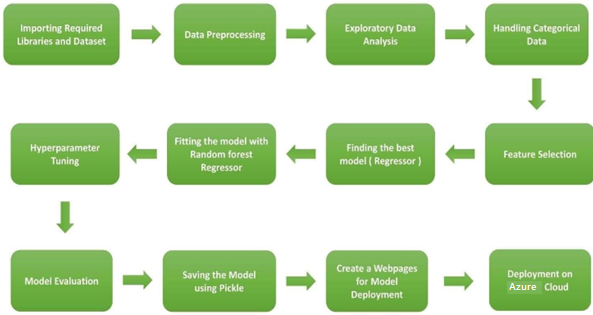 Importing Required
Libraries and Dataset
Data Preprocessing
Exploratory Data
Analysis
Handling Categorical
Data
Feature Selection
Finding the best
model ( Regressor )
Fitting the model with
Random forest
Regressor
Hyperparameter
Tuning
Model Evaluation
Saving the Model
using Pickle
Create a Webpages
for Model
Deployment
Deployment on
Azure Cloud